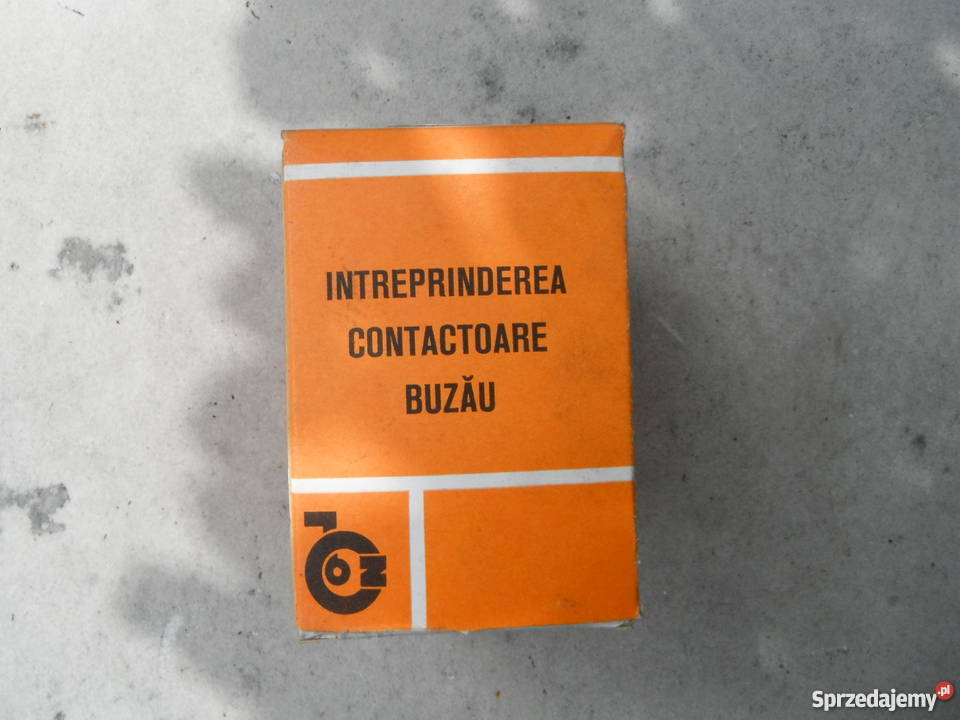 INTREPRINDEREA
CONTACTOARE
BUZĂU
Sprzedajemy.pl